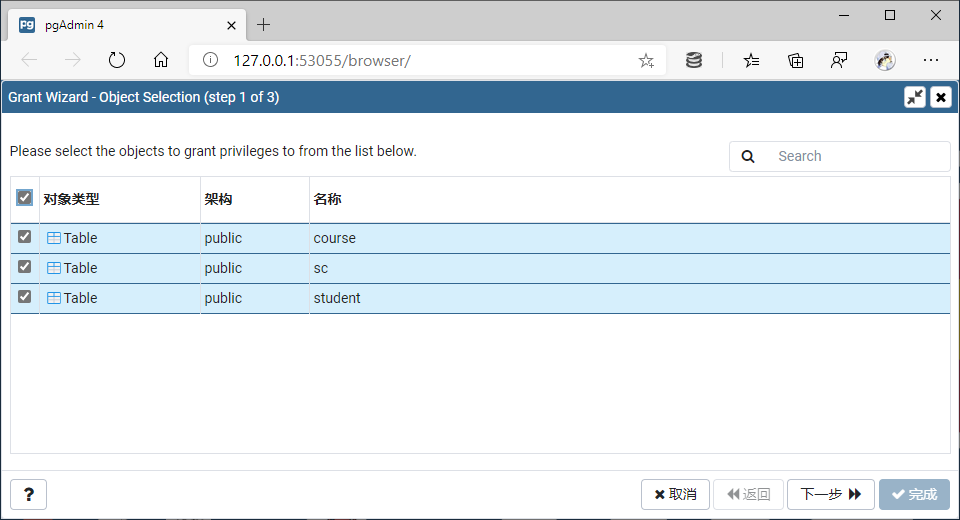 pg pgAdmin 4
127.0.0.1:53055/browser/
Grant Wizard - Object Selection (step 1 of 3)
Please select the objects to grant privileges to from the list below.
Search
对象类型 架构 名称
Table public course
Table public sc
Table public student
? 取消 返回 下一步 完成